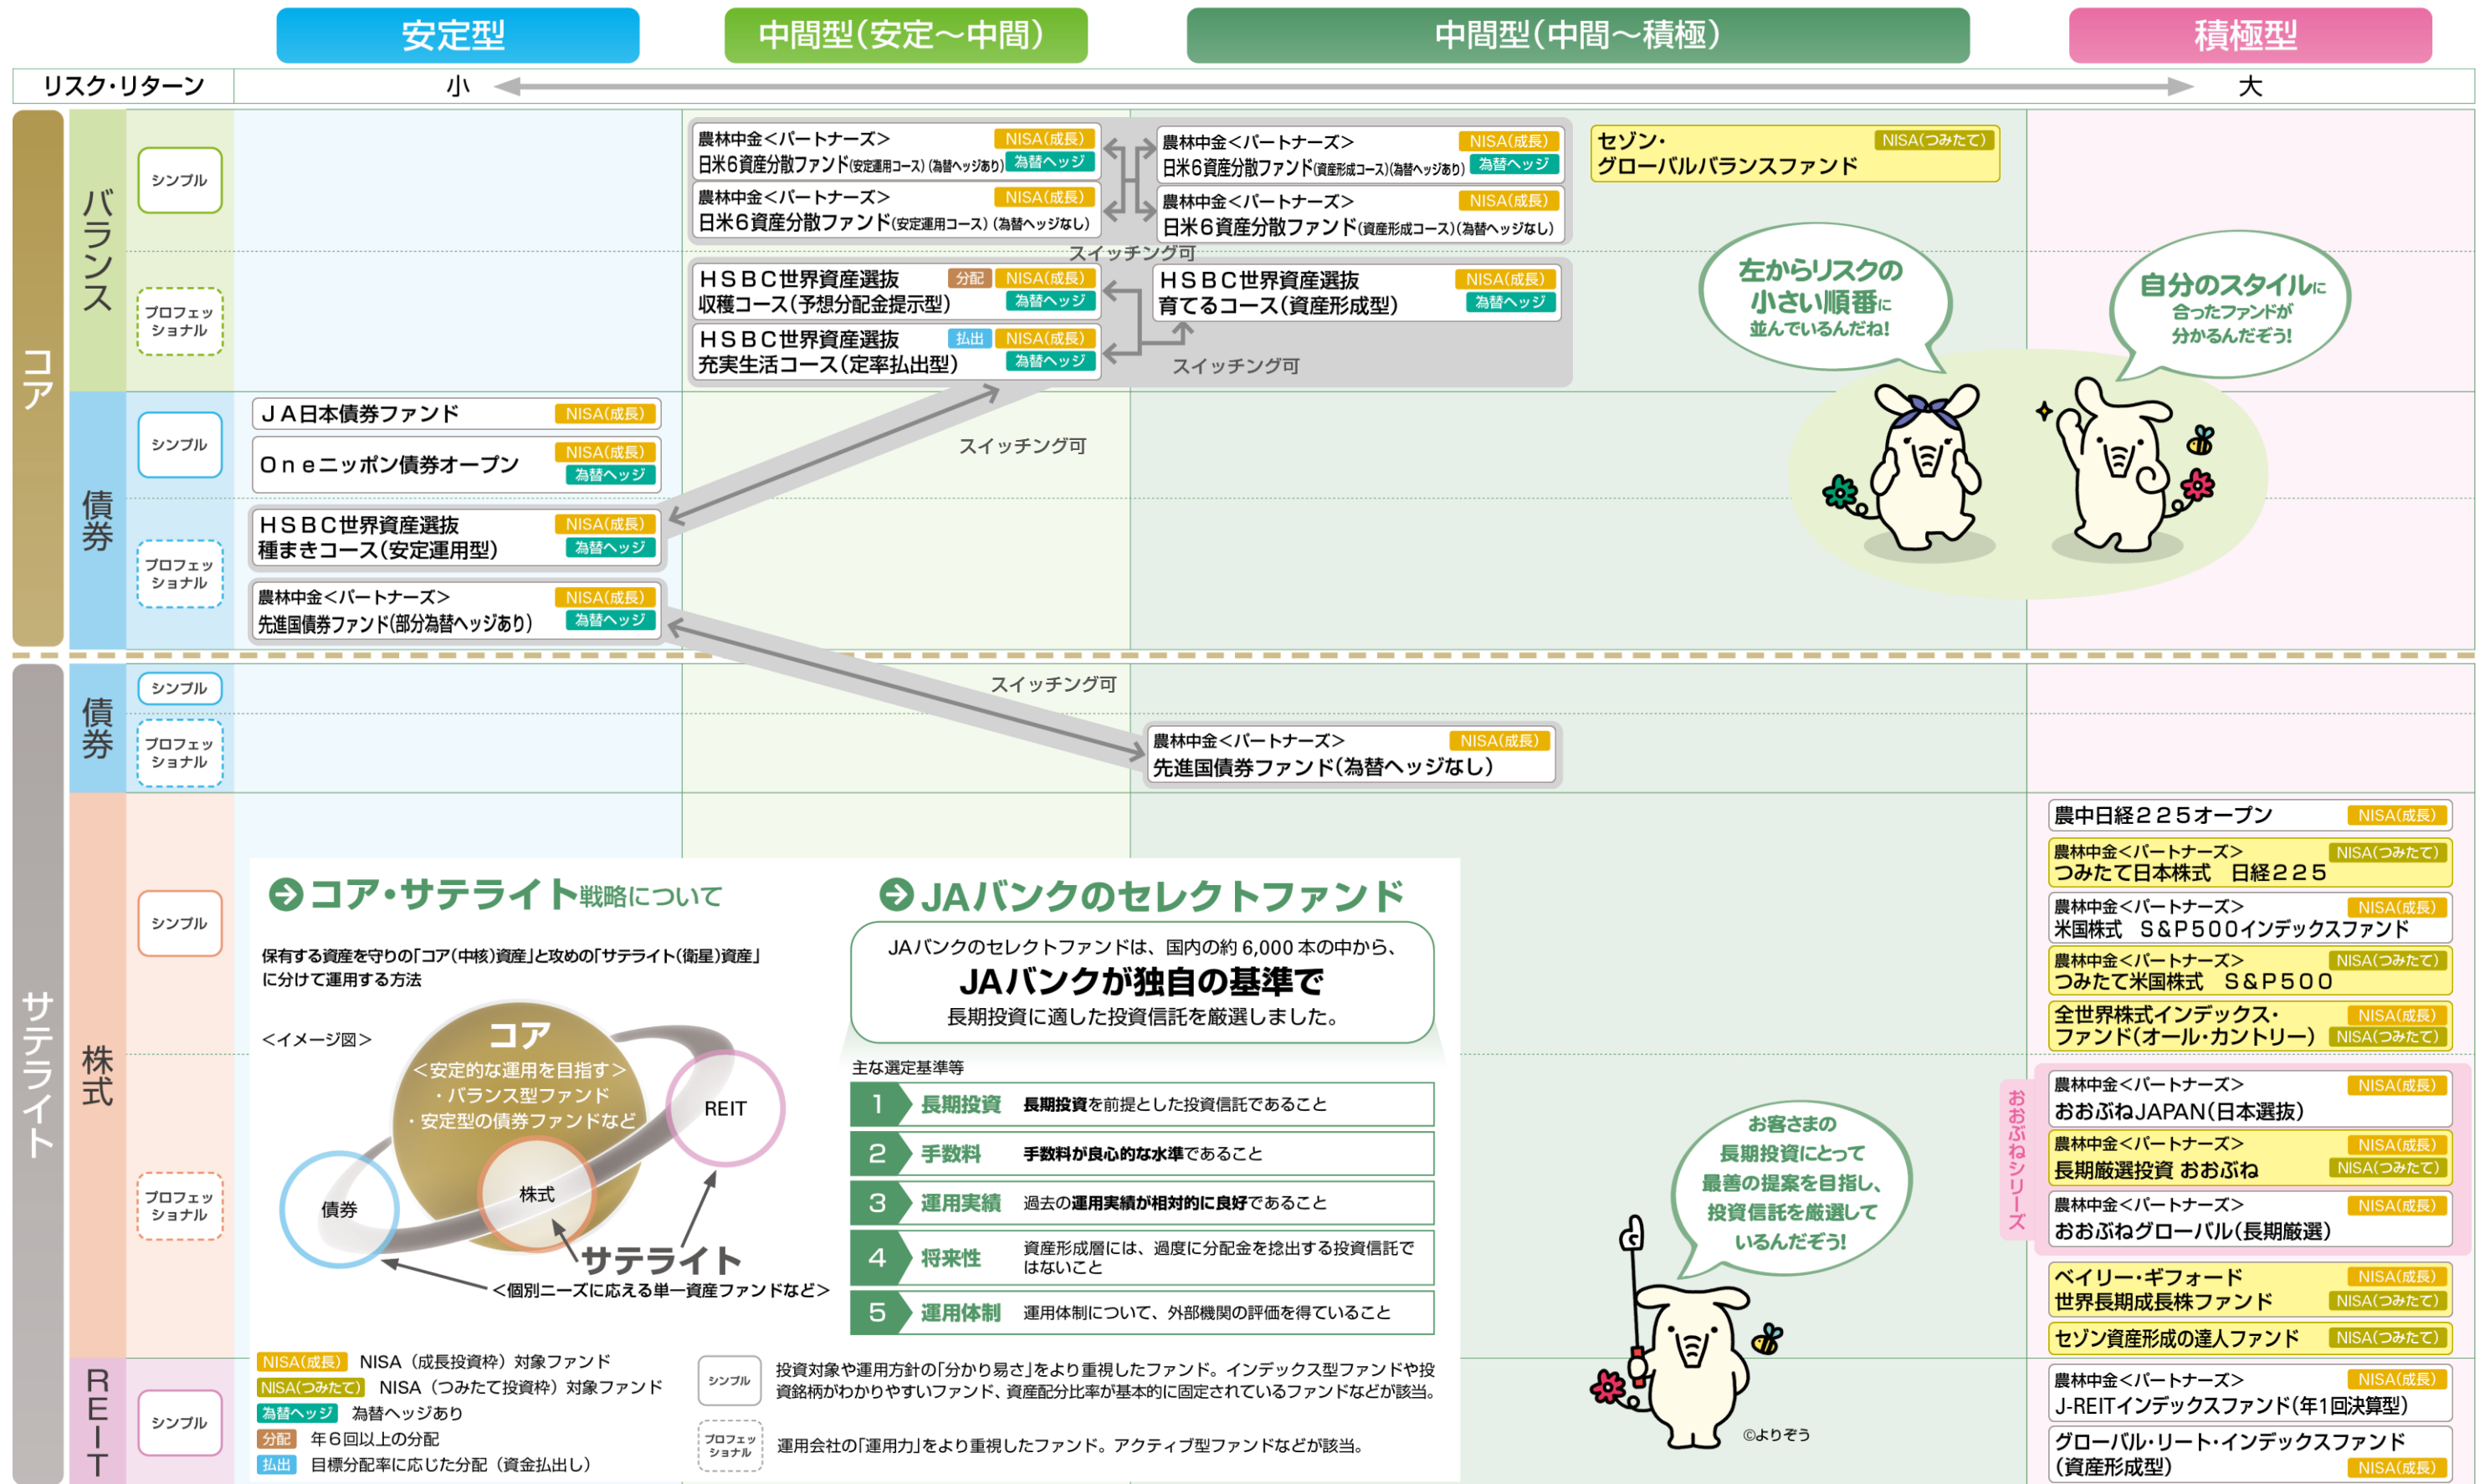 安定型
中間型(安定～中間)
中間型(中間～積極)
積極型
リスク・リターン
小
大
コア
バランス
シンプル
農林中金＜パートナーズ＞ NISA(成長)
日米６資産分散ファンド(安定運用コース)(為替ヘッジあり) 為替ヘッジ
農林中金＜パートナーズ＞ NISA(成長)
日米６資産分散ファンド(安定運用コース)(為替ヘッジなし)
農林中金＜パートナーズ＞ NISA(成長)
日米６資産分散ファンド(資産形成コース)(為替ヘッジあり) 為替ヘッジ
農林中金＜パートナーズ＞ NISA(成長)
日米６資産分散ファンド(資産形成コース)(為替ヘッジなし)
スイッチング可
セゾン・ NISA(つみたて)
グローバルバランスファンド
プロフェッ
ショナル
ＨＳＢＣ世界資産選抜 分配 NISA(成長)
収穫コース(予想分配金提示型) 為替ヘッジ
ＨＳＢＣ世界資産選抜 払出 NISA(成長)
充実生活コース(定率払出型) 為替ヘッジ
ＨＳＢＣ世界資産選抜 NISA(成長)
育てるコース(資産形成型) 為替ヘッジ
スイッチング可
左からリスクの
小さい順番に
並んでいるんだね！
自分のスタイルに
合ったファンドが
分かるんだぞう！
債券
シンプル
ＪＡ日本債券ファンド NISA(成長)
Ｏｎｅニッポン債券オープン NISA(成長)
為替ヘッジ
スイッチング可
プロフェッ
ショナル
ＨＳＢＣ世界資産選抜 NISA(成長)
種まきコース(安定運用型) 為替ヘッジ
農林中金＜パートナーズ＞ NISA(成長)
先進国債券ファンド(部分為替ヘッジあり) 為替ヘッジ
サテライト
債券
シンプル
スイッチング可
プロフェッ
ショナル
農林中金＜パートナーズ＞ NISA(成長)
先進国債券ファンド(為替ヘッジなし)
株式
シンプル
農中日経２２５オープン NISA(成長)
農林中金＜パートナーズ＞ NISA(つみたて)
つみたて日本株式　日経２２５
農林中金＜パートナーズ＞ NISA(成長)
米国株式　Ｓ＆Ｐ５００インデックスファンド
農林中金＜パートナーズ＞ NISA(つみたて)
つみたて米国株式　Ｓ＆Ｐ５００
全世界株式インデックス・ NISA(成長)
ファンド(オール・カントリー) NISA(つみたて)
プロフェッ
ショナル
おおぶねシリーズ
農林中金＜パートナーズ＞ NISA(成長)
おおぶねJAPAN(日本選抜)
農林中金＜パートナーズ＞ NISA(成長)
長期厳選投資 おおぶね NISA(つみたて)
農林中金＜パートナーズ＞ NISA(成長)
おおぶねグローバル(長期厳選)
ベイリー・ギフォード NISA(成長)
世界長期成長株ファンド NISA(つみたて)
セゾン資産形成の達人ファンド NISA(つみたて)
REIT
シンプル
農林中金＜パートナーズ＞ NISA(成長)
J-REITインデックスファンド(年1回決算型)
グローバル・リート・インデックスファンド
(資産形成型) NISA(成長)
コア・サテライト戦略について
保有する資産を守りの「コア(中核)資産」と攻めの「サテライト(衛星)資産」
に分けて運用する方法
＜イメージ図＞
コア
＜安定的な運用を目指す＞
・バランス型ファンド
・安定型の債券ファンドなど
REIT
株式
債券
サテライト
＜個別ニーズに応える単一資産ファンドなど＞
JAバンクのセレクトファンド
JAバンクのセレクトファンドは、国内の約 6,000 本の中から、
JAバンクが独自の基準で
長期投資に適した投資信託を厳選しました。
主な選定基準等
1 長期投資 長期投資を前提とした投資信託であること
2 手数料 手数料が良心的な水準であること
3 運用実績 過去の運用実績が相対的に良好であること
4 将来性 資産形成層には、過度に分配金を捻出する投資信託で
はないこと
5 運用体制 運用体制について、外部機関の評価を得ていること
お客さまの
長期投資にとって
最善の提案を目指し、
投資信託を厳選して
いるんだぞう！
©よりぞう
NISA(成長) NISA（成長投資枠）対象ファンド
NISA(つみたて) NISA（つみたて投資枠）対象ファンド
為替ヘッジ 為替ヘッジあり
分配 年６回以上の分配
払出 目標分配率に応じた分配（資金払出し）
シンプル
投資対象や運用方針の「分かり易さ」をより重視したファンド。インデックス型ファンドや投
資銘柄がわかりやすいファンド、資産配分比率が基本的に固定されているファンドなどが該当。
プロフェッ
ショナル
運用会社の「運用力」をより重視したファンド。アクティブ型ファンドなどが該当。